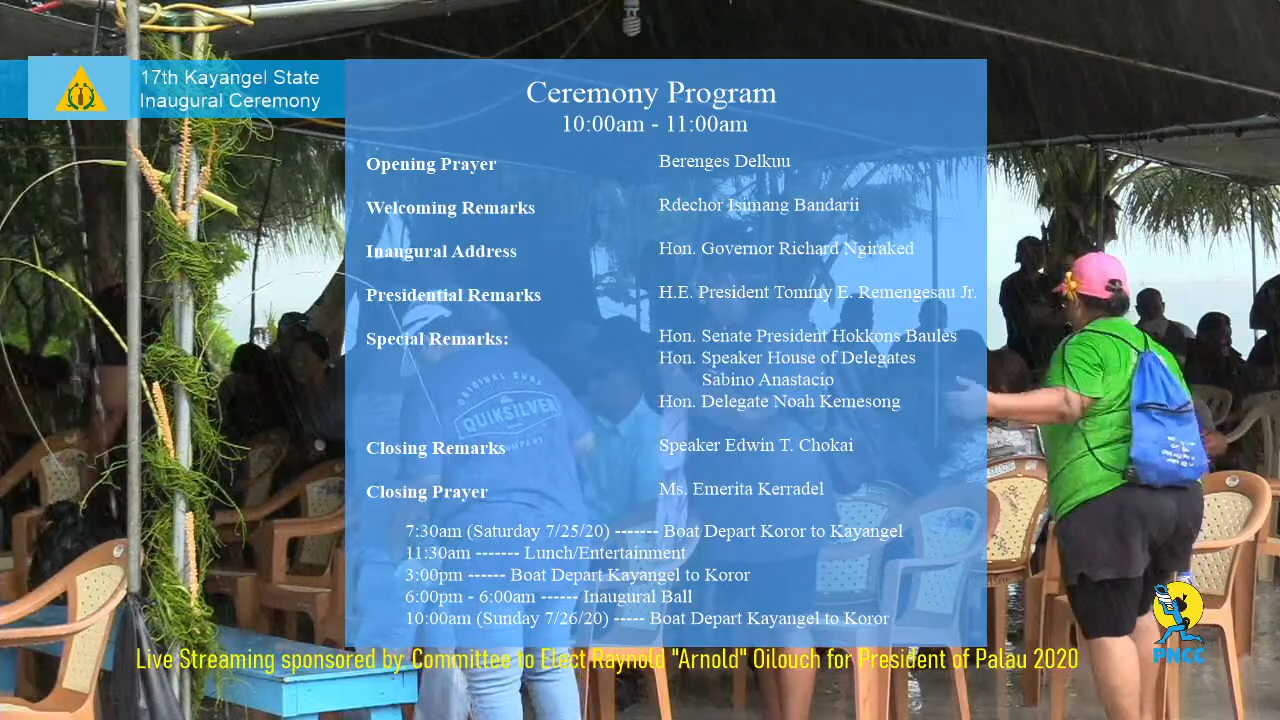 17th Kayangel State
Inaugural Ceremony
Ceremony Program
10:00am - 11:00am
Opening Prayer Berenges Delkuu
Welcoming Remarks Rdechor Isimang Bandarii
Inaugural Address Hon. Governor Richard Ngiraked
Presidential Remarks H.E. President Tommy E. Remengesau Jr.
Special Remarks: Hon. Senate President Hokkons Baules
Hon. Speaker House of Delegates
Sabino Anastacio
Hon. Delegate Noah Kemesong
Closing Remarks Speaker Edwin T. Chokai
Closing Prayer Ms. Emerita Kerradel
7:30am (Saturday 7/25/20) ------- Boat Depart Koror to Kayangel
11:30am ------- Lunch/Entertainment
3:00pm ------ Boat Depart Kayangel to Koror
6:00pm - 6:00am ------ Inaugural Ball
10:00am (Sunday 7/26/20) ----- Boat Depart Kayangel to Koror
ORIGINAL SURF
QUIKSILVER
COMPANY
PNCC
Live Streaming sponsored by Committee to Elect Raynold "Arnold" Oilouch for President of Palau 2020